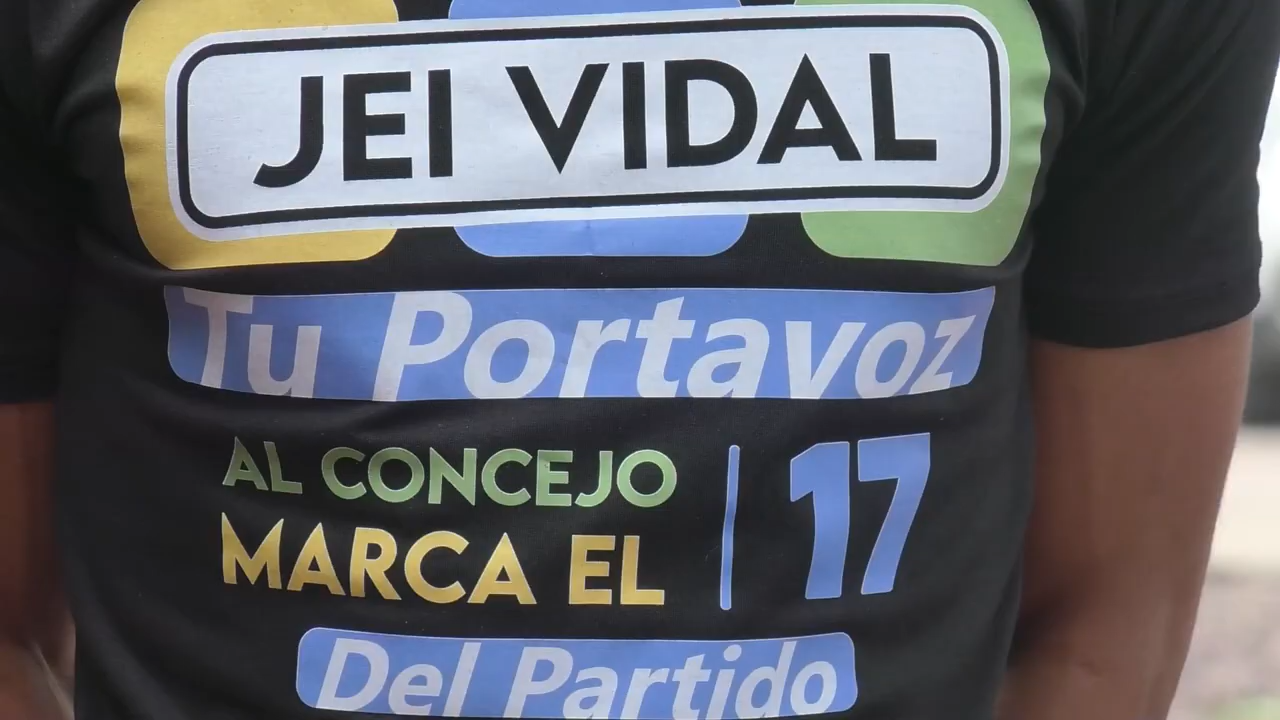 JEI VIDAL
Tu Portavoz
AL CONCEJO
MARCA EL
17
Del Partido